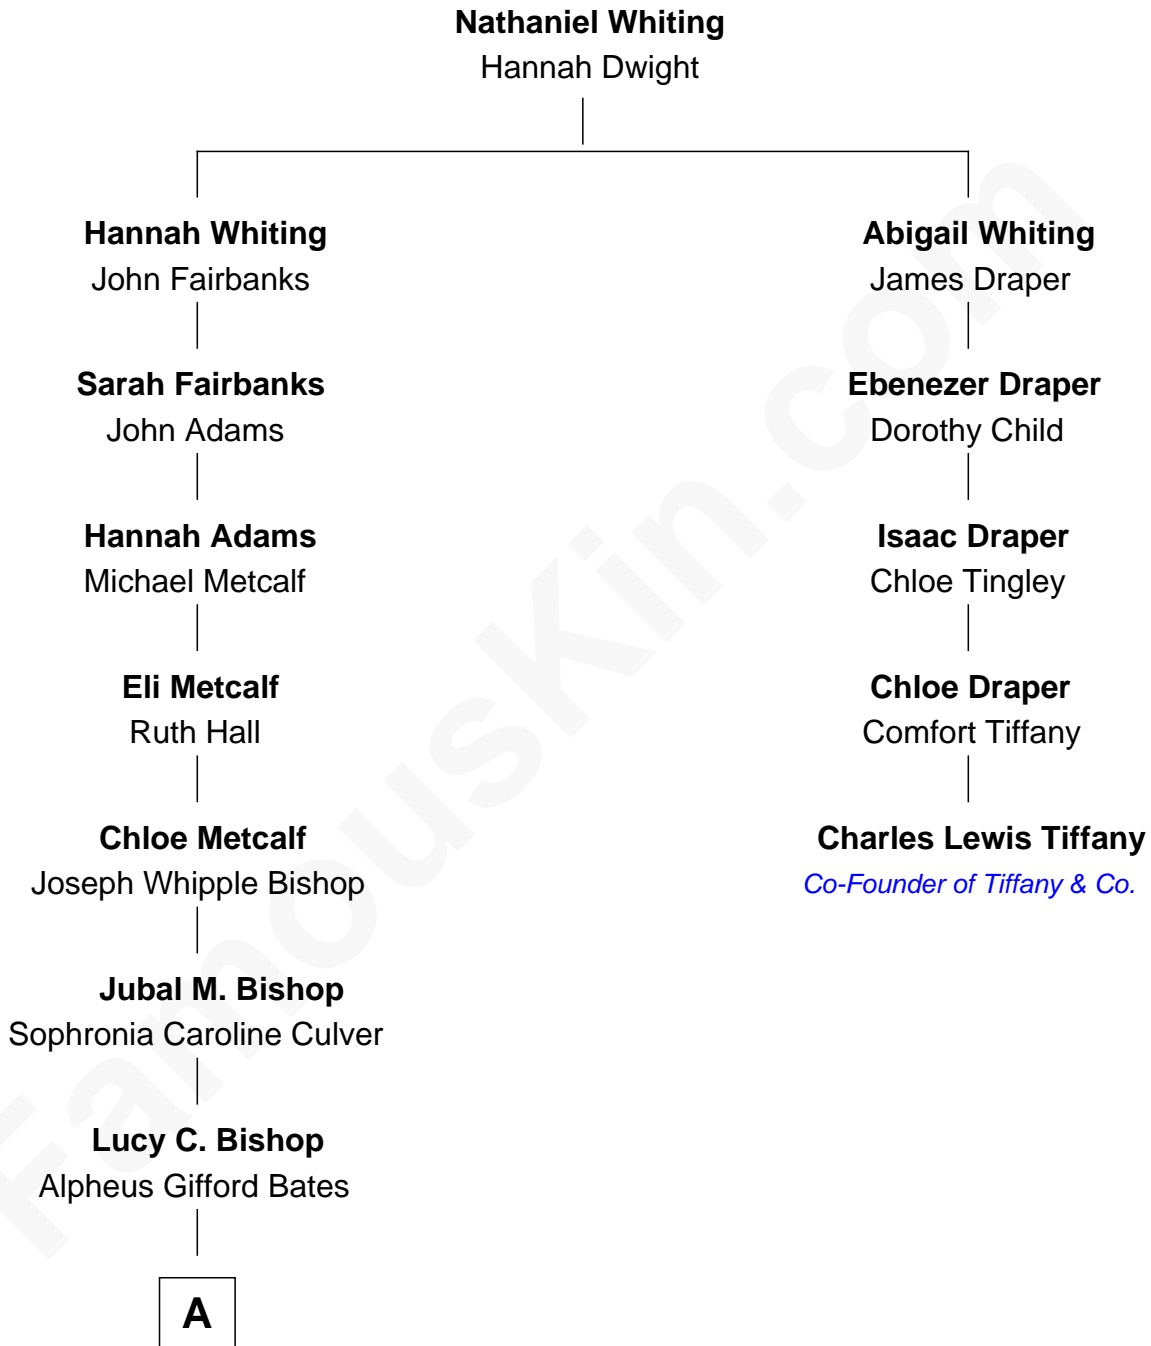 Nathaniel Whiting
Hannah Dwight
Hannah Whiting
John Fairbanks
Abigail Whiting
James Draper
Sarah Fairbanks
John Adams
Ebenezer Draper
Dorothy Child
Hannah Adams
Michael Metcalf
Isaac Draper
Chloe Tingley
Eli Metcalf
Ruth Hall
Chloe Draper
Comfort Tiffany
Chloe Metcalf
Joseph Whipple Bishop
Charles Lewis Tiffany
Co-Founder of Tiffany & Co.
Jubal M. Bishop
Sophronia Caroline Culver
Lucy C. Bishop
Alpheus Gifford Bates
A
FamousKin.com